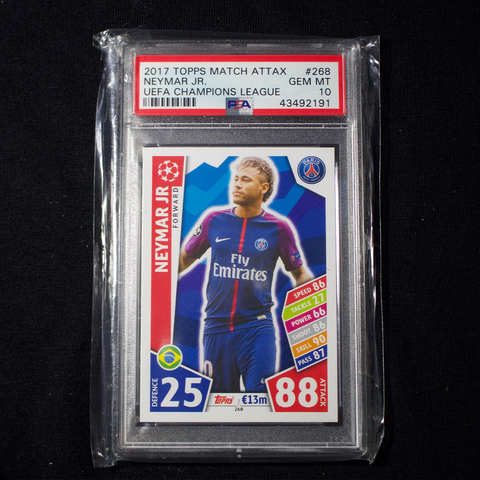 2017 TOPPS MATCH ATTAX #268
NEYMAR JR. GEM MT
UEFA CHAMPIONS LEAGUE 10
PSA 43492191
NEYMAR JR
FORWARD
PARIS
Fly
Emirates
SPEED 86
TACKLE 27
POWER 66
SHOOT 86
SKILL 90
PASS 87
DEFENCE 25
Topps €13m
268
88 ATTACK